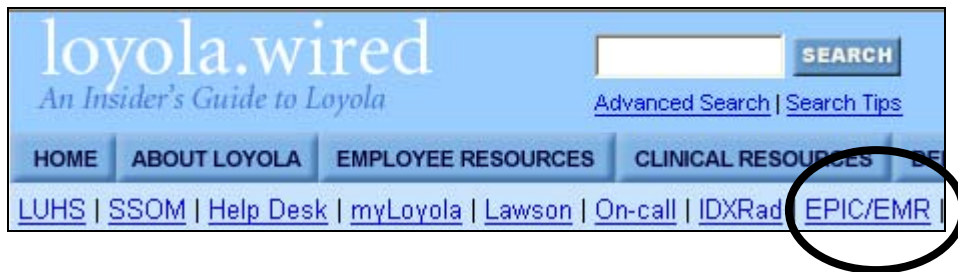 loyola.wired
An Insider's Guide to Loyola
SEARCH
Advanced Search | Search Tips
HOME ABOUT LOYOLA EMPLOYEE RESOURCES CLINICAL RESOURCES
LUHS | SSOM | Help Desk | myLoyola | Lawson | On-call | IDXRad | EPIC/EMR |